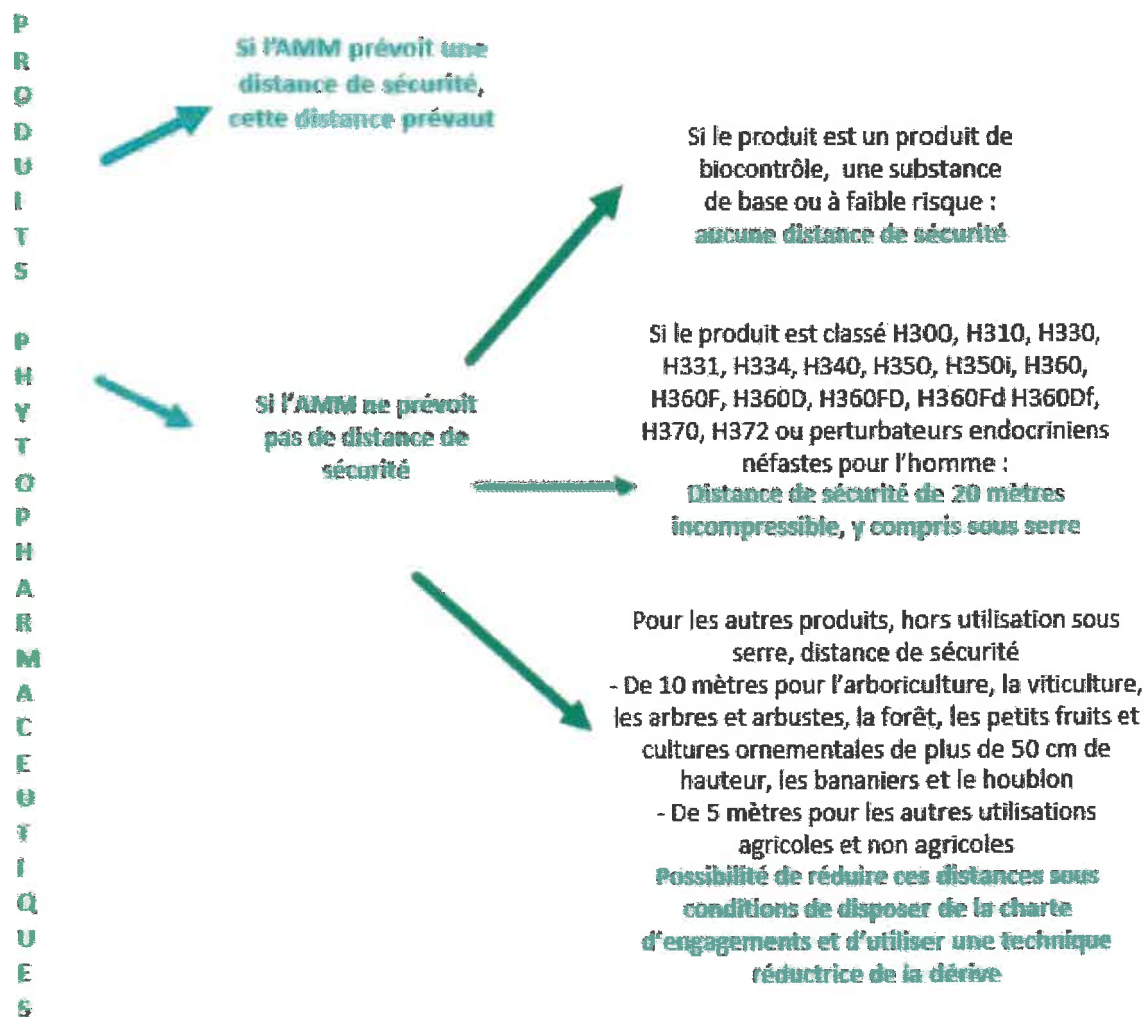 PRODUITS PHYTOPHARMACEUTIQUES
Si l'AMM prévoit une
distance de sécurité,
cette distance prévaut
Si l'AMM ne prévoit
pas de distance de
sécurité
Si le produit est un produit de
biocontrôle, une substance
de base ou à faible risque :
aucune distance de sécurité
Si le produit est classé H300, H310, H330,
H331, H334, H340, H350, H350i, H360,
H360F, H360D, H360FD, H360Fd H360Df,
H370, H372 ou perturbateurs endocriniens
néfastes pour l'homme :
Distance de sécurité de 20 mètres
incompressible, y compris sous serre
Pour les autres produits, hors utilisation sous
serre, distance de sécurité
- De 10 mètres pour l'arboriculture, la viticulture,
les arbres et arbustes, la forêt, les petits fruits et
cultures ornementales de plus de 50 cm de
hauteur, les bananiers et le houblon
- De 5 mètres pour les autres utilisations
agricoles et non agricoles
Possibilité de réduire ces distances sous
conditions de disposer de la charte
d'engagements et d'utiliser une technique
réductrice de la dérive